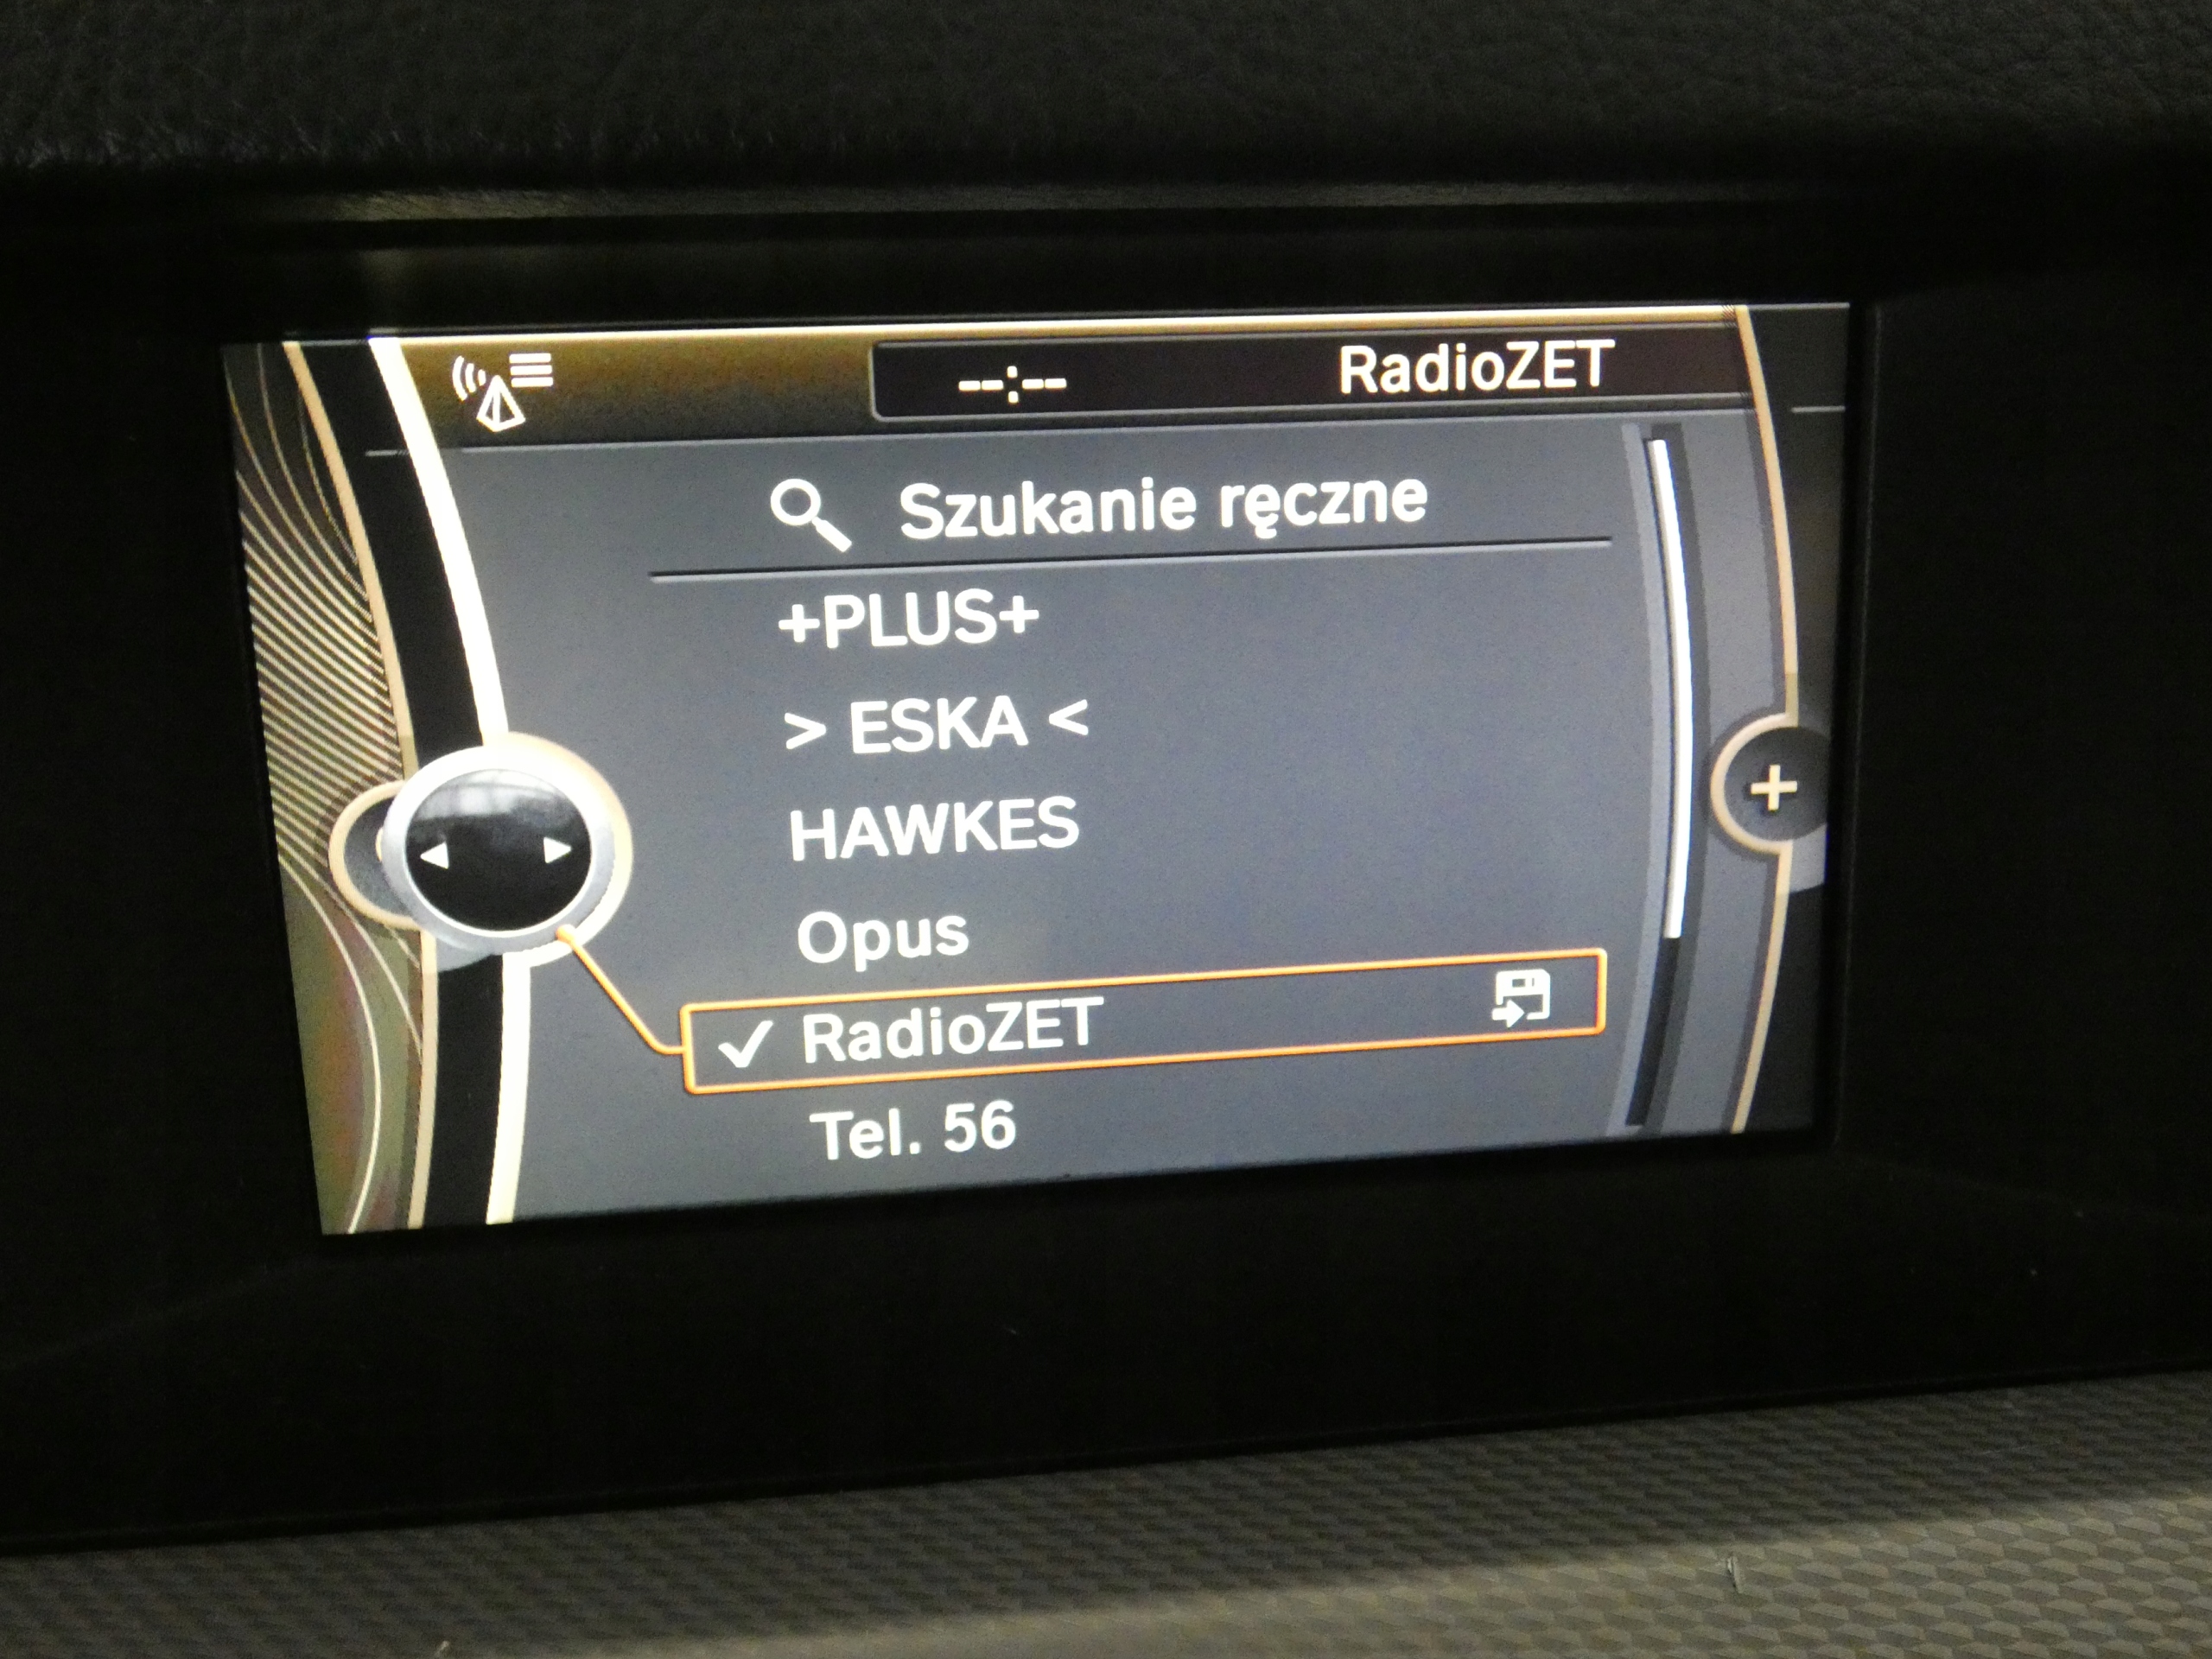 --:-- RadioZET
Szukanie ręczne
+PLUS+
> ESKA <
HAWKES
Opus
✓ RadioZET
Tel. 56
+